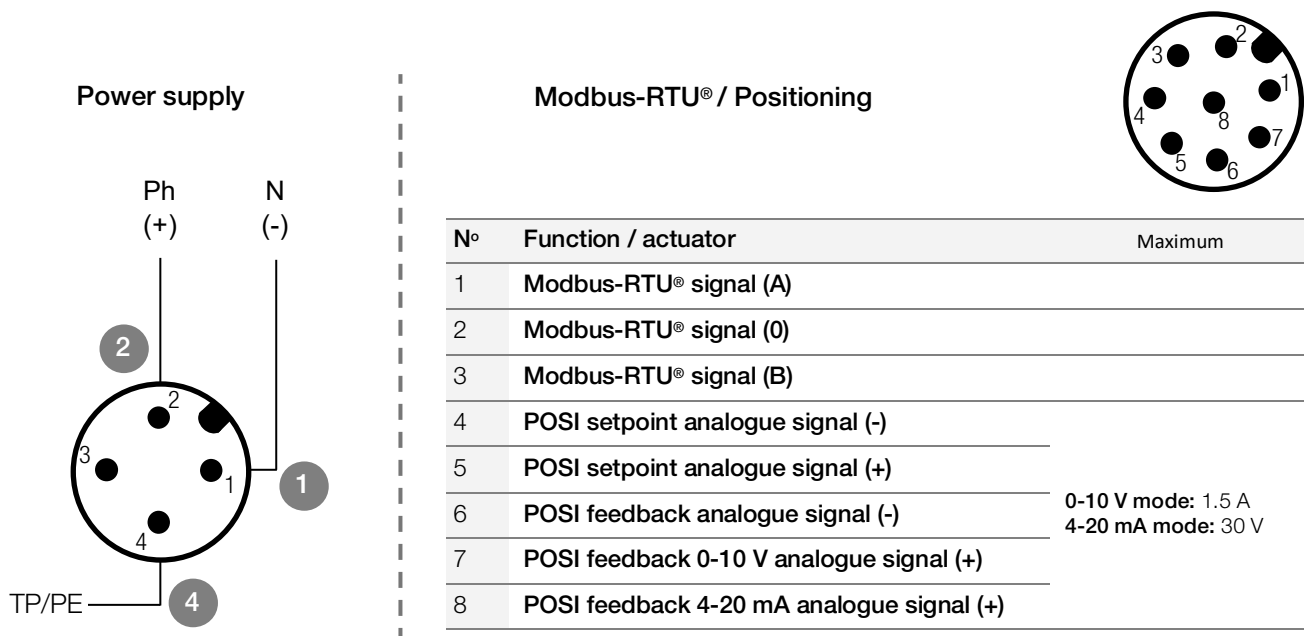 Power supply
Ph
(+)
N
(-)
2
2
3
1
1
4
TP/PE
4
Modbus-RTU® / Positioning
2
3
1
4
8
7
5
6
Nº Function / actuator Maximum
1 Modbus-RTU® signal (A)
2 Modbus-RTU® signal (0)
3 Modbus-RTU® signal (B)
4 POSI setpoint analogue signal (-)
5 POSI setpoint analogue signal (+)
6 POSI feedback analogue signal (-)
7 POSI feedback 0-10 V analogue signal (+)
8 POSI feedback 4-20 mA analogue signal (+)
0-10 V mode: 1.5 A
4-20 mA mode: 30 V